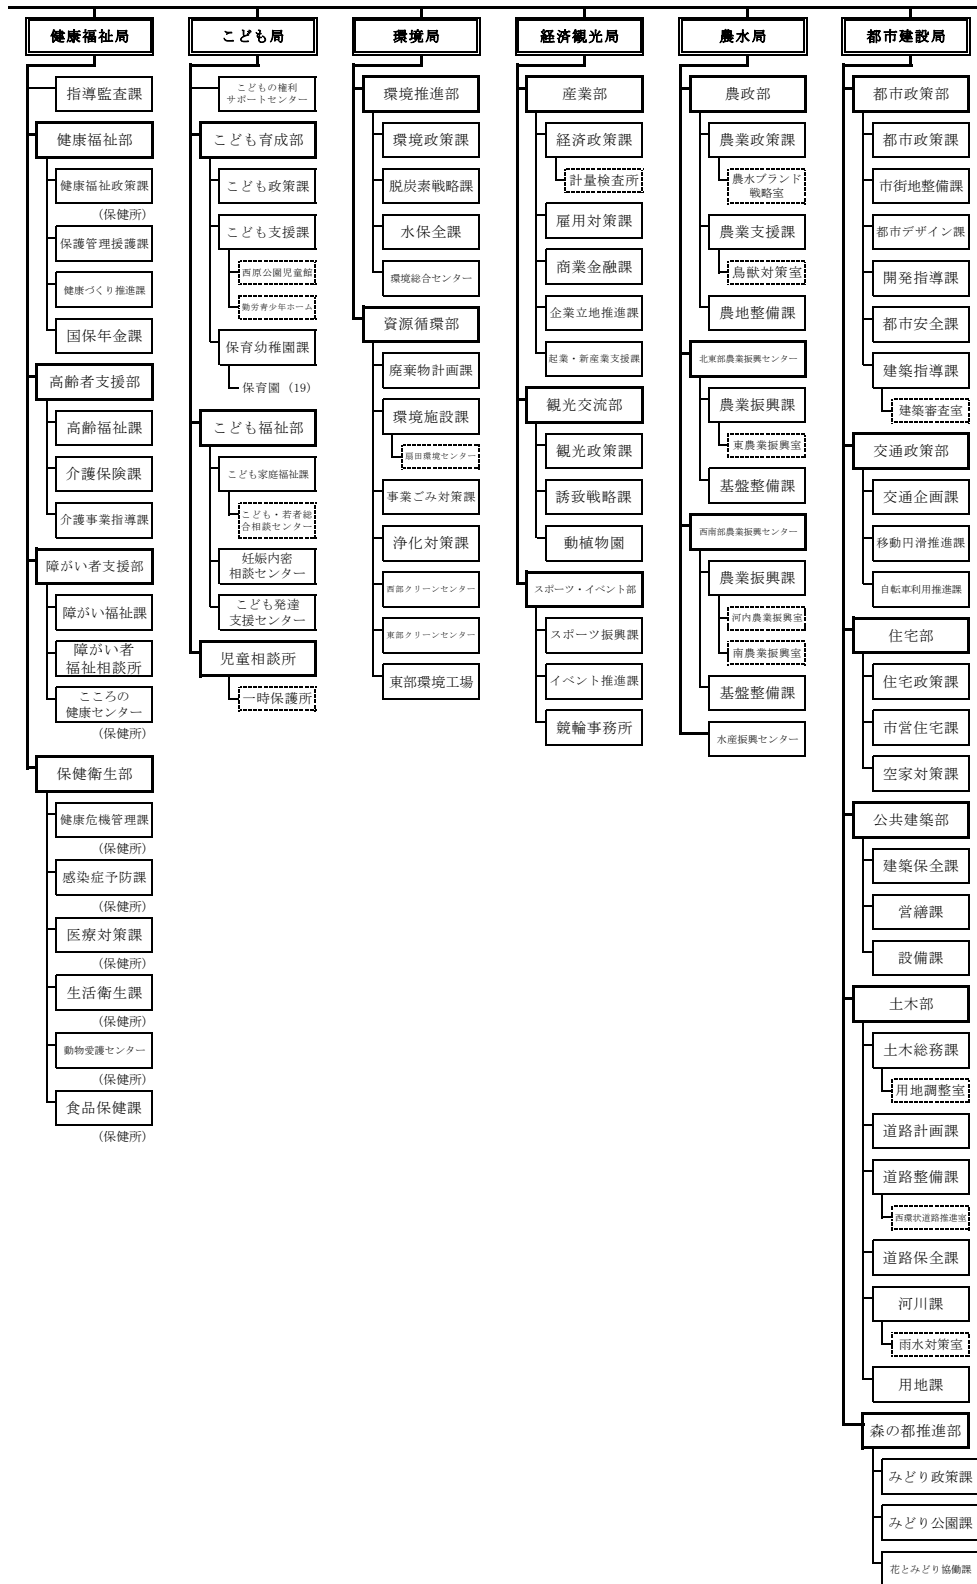 健康福祉局
指導監査課
健康福祉部
健康福祉政策課
(保健所)
保護管理援護課
健康づくり推進課
国保年金課
高齢者支援部
高齢福祉課
介護保険課
介護事業指導課
障がい者支援部
障がい福祉課
障がい者
福祉相談所
こころの
健康センター
(保健所)
保健衛生部
健康危機管理課
(保健所)
感染症予防課
(保健所)
医療対策課
(保健所)
生活衛生課
(保健所)
動物愛護センター
(保健所)
食品保健課
(保健所)
こども局
こどもの権利
サポートセンター
こども育成部
こども政策課
こども支援課
西原公園児童館
勤労青少年ホーム
保育幼稚園課
保育園 (19)
こども福祉部
こども家庭福祉課
こども・若者総
合相談センター
妊娠内密
相談センター
こども発達
支援センター
児童相談所
一時保護所
環境局
環境推進部
環境政策課
脱炭素戦略課
水保全課
環境総合センター
資源循環部
廃棄物計画課
環境施設課
扇田環境センター
事業ごみ対策課
浄化対策課
西部クリーンセンター
東部クリーンセンター
東部環境工場
経済観光局
産業部
経済政策課
計量検査所
雇用対策課
商業金融課
企業立地推進課
起業・新産業支援課
観光交流部
観光政策課
誘致戦略課
動植物園
スポーツ・イベント部
スポーツ振興課
イベント推進課
競輪事務所
農水局
農政部
農業政策課
農水ブランド
戦略室
農業支援課
鳥獣対策室
農地整備課
北東部農業振興センター
農業振興課
東農業振興室
基盤整備課
西南部農業振興センター
農業振興課
河内農業振興室
南農業振興室
基盤整備課
水産振興センター
都市建設局
都市政策部
都市政策課
市街地整備課
都市デザイン課
開発指導課
都市安全課
建築指導課
建築審査室
交通政策部
交通企画課
移動円滑推進課
自転車利用推進課
住宅部
住宅政策課
市営住宅課
空家対策課
公共建築部
建築保全課
営繕課
設備課
土木部
土木総務課
用地調整室
道路計画課
道路整備課
西環状道路推進室
道路保全課
河川課
雨水対策室
用地課
森の都推進部
みどり政策課
みどり公園課
花とみどり協働課